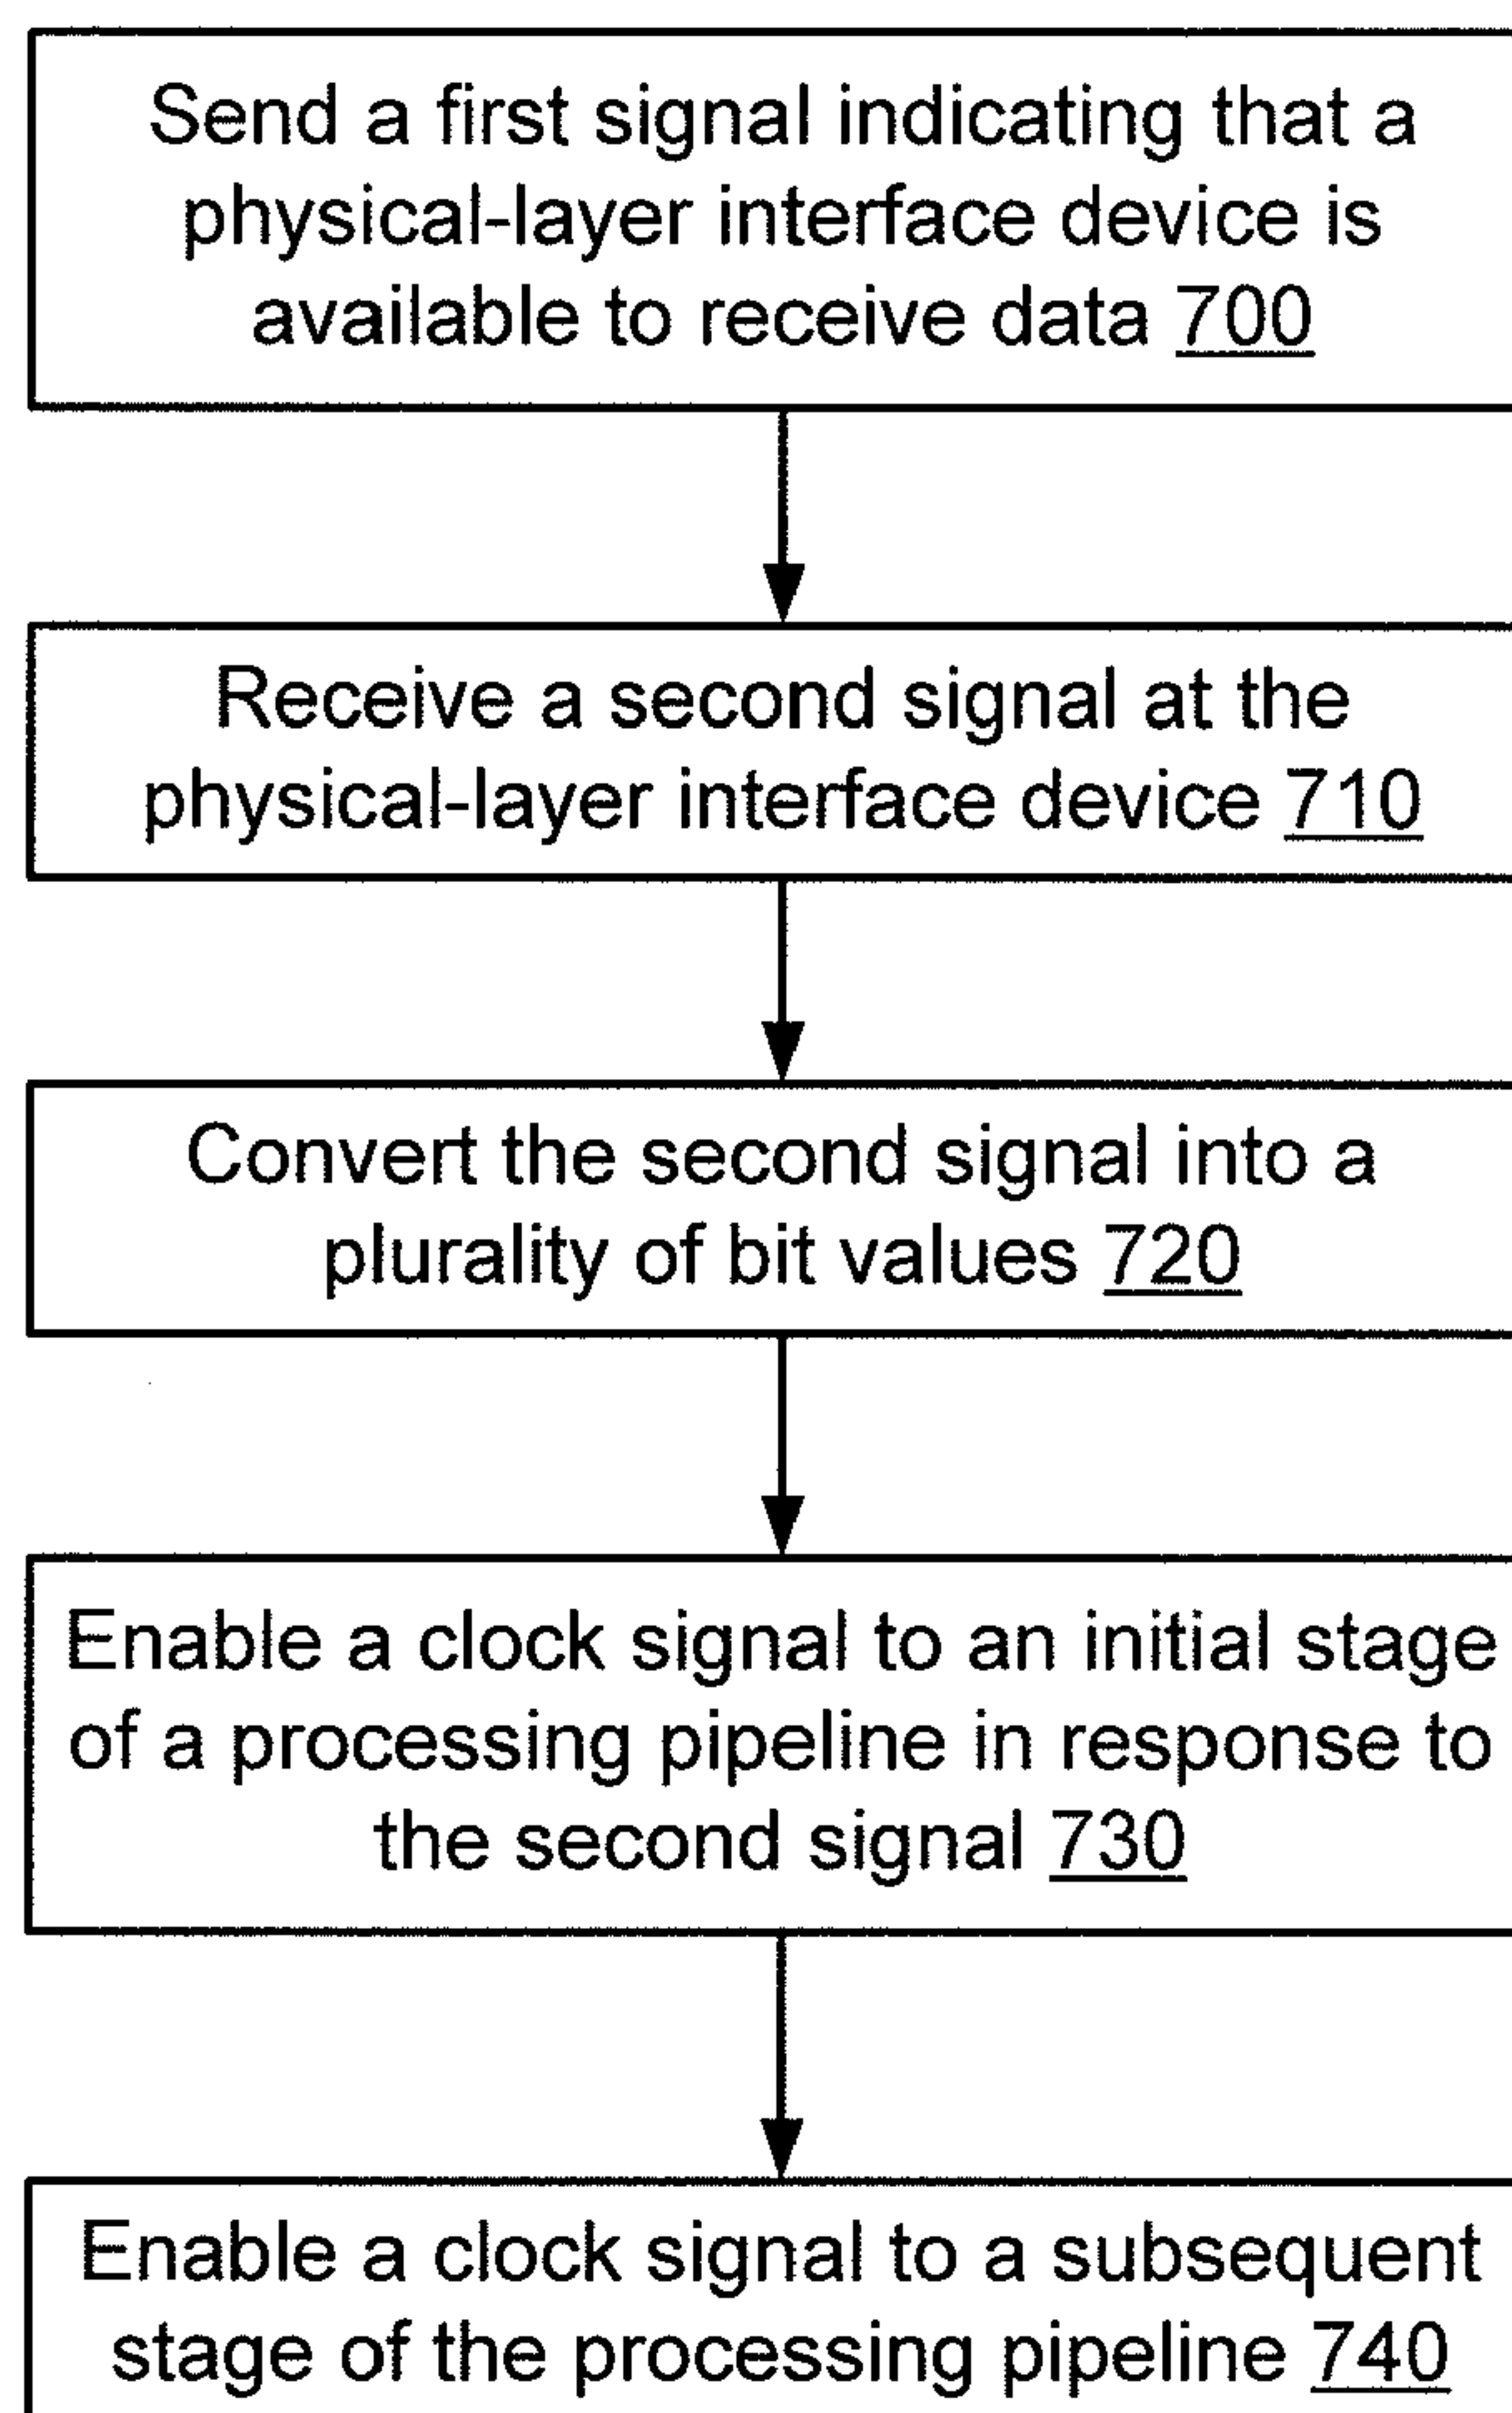 Send a first signal indicating that a
physical-layer interface device is
available to receive data 700
Receive a second signal at the
physical-layer interface device 710
Convert the second signal into a
plurality of bit values 720
Enable a clock signal to an initial stage
of a processing pipeline in response to
the second signal 730
Enable a clock signal to a subsequent
stage of the processing pipeline 740